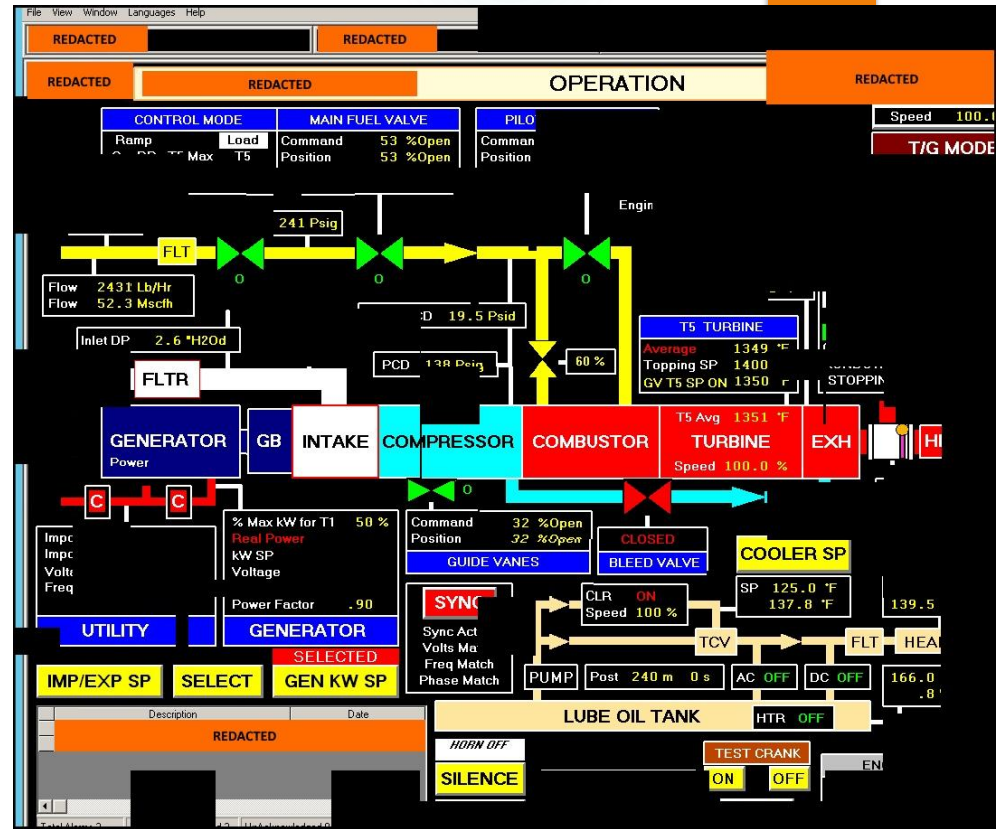 File View Window Languages Help
REDACTED REDACTED
REDACTED REDACTED OPERATION REDACTED
CONTROL MODE MAIN FUEL VALVE
Ramp Load Command 53 %Open
T5 Max T5 Position 53 %Open Position
Speed
T/G MODE
241 Psig
FLT
O O O
Flow 2431 Lb/Hr
Flow 52.3 Mscfh
19.5 Psid
Inlet DP 2.6 "H2Od
PCD 138 Psig
60 %
T5 TURBINE
Average 1349 °F
Topping SP 1400
GV T5 SP ON 1350 °F
FLTR
GENERATOR
Power
GB INTAKE COMPRESSOR COMBUSTOR
T5 Avg 1351 °F
TURBINE
Speed 100.0 %
EXH
C C
O
% Max kW for T1 50 %
Real Power
kW SP
Voltage
Power Factor .90
GENERATOR
Freq
UTILITY
Command 32 %Open
Position 32 %Open
GUIDE VANES
CLOSED
BLEED VALVE
COOLER SP
SP 125.0 °F
137.8 °F
139.5
CLR ON
Speed 100 %
Sync Act
Freq Match
Phase Match
TCV FLT
PUMP Post 240 m 0 s AC OFF DC OFF
166.0
.8
LUBE OIL TANK HTR OFF
SELECTED
IMP/EXP SP SELECT GEN KW SP
Description Date
REDACTED
HORN OFF
SILENCE
TEST CRANK
ON OFF